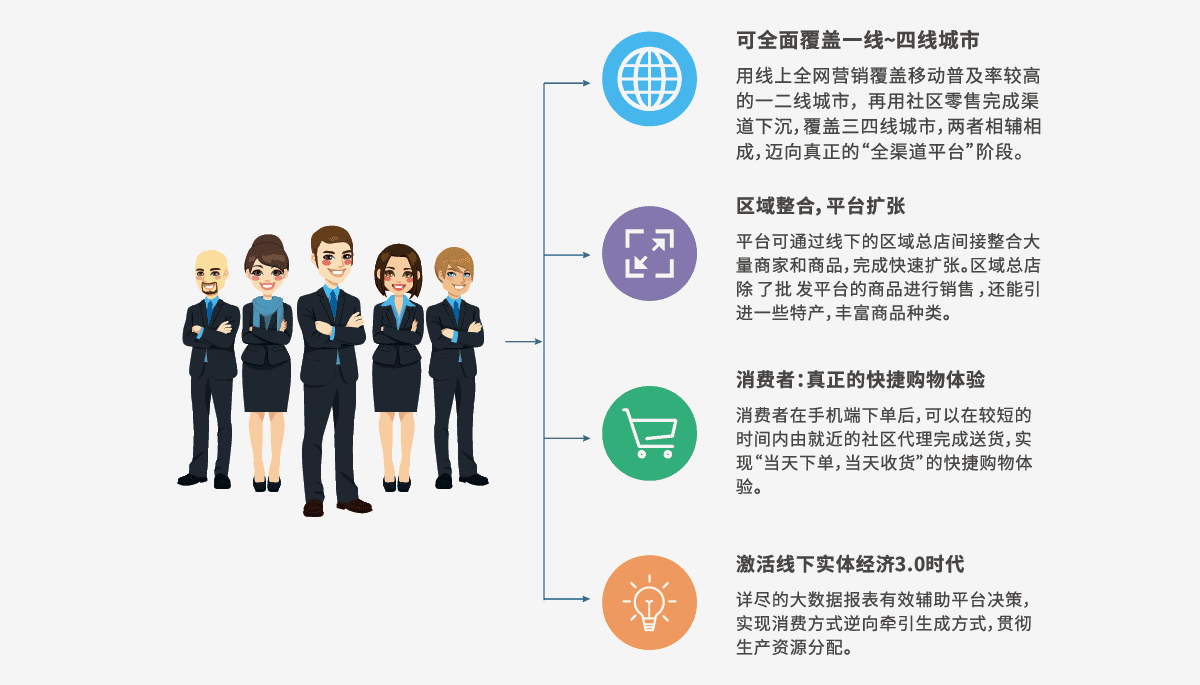 可全面覆盖一线~四线城市
用线上全网营销覆盖移动普及率较高
的一二线城市，再用社区零售完成渠
道下沉，覆盖三四线城市，两者相辅相
成，迈向真正的“全渠道平台”阶段。
区域整合，平台扩张
平台可通过线下的区域总店间接整合大
量商家和商品，完成快速扩张。区域总店
除了批发平台的商品进行销售，还能引
进一些特产，丰富商品种类。
消费者：真正的快捷购物体验
消费者在手机端下单后，可以在较短的
时间内由就近的社区代理完成送货，实
现“当天下单，当天收货”的快捷购物体
验。
激活线下实体经济3.0时代
详尽的大数据报表有效辅助平台决策，
实现消费方式逆向牵引生成方式，贯彻
生产资源分配。